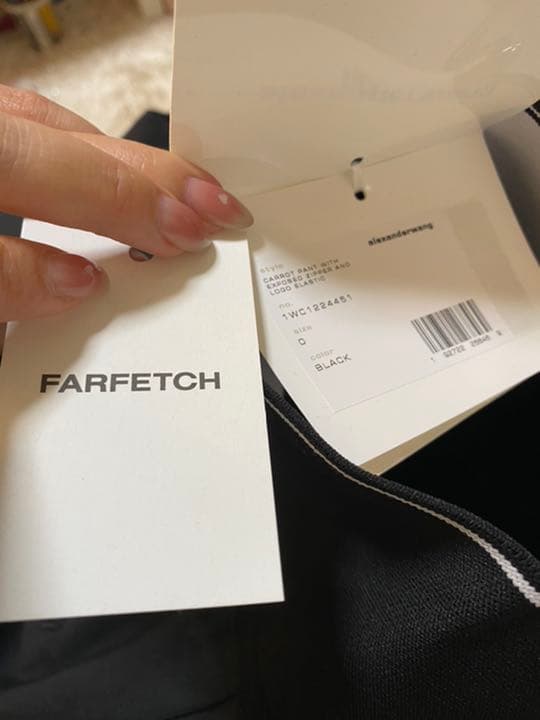 FARFETCH
alexanderwang
style
CARROT PANT WITH
EXPOSED ZIPPER AND
LOGO ELASTIC
no.
1WC1224451
size
0
color
BLACK